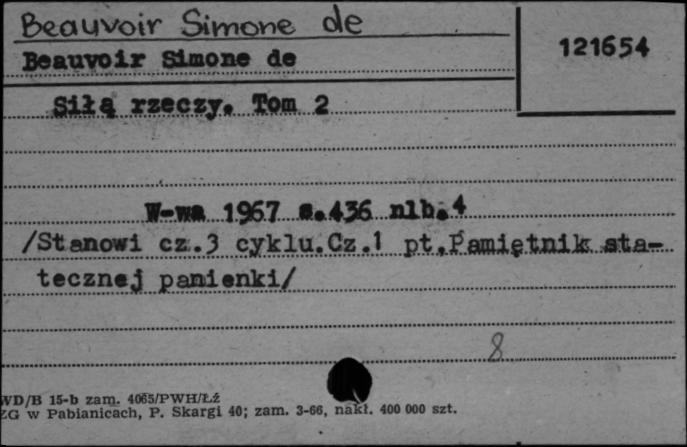 Beauvoir Simone de
Beauvoir Simone de
121654
Siłą rzeczy. Tom 2
W-wa 1967 s.436 nlb.4
/Stanowi cz.3 cyklu.Cz.1 pt.Pamiętnik sta-
tecznej panienki/
8
WD/B 15-b zam. 4065/PWH/Łź
ZG w Pabianicach, P. Skargi 40; zam. 3-66, nakł. 400 000 szt.